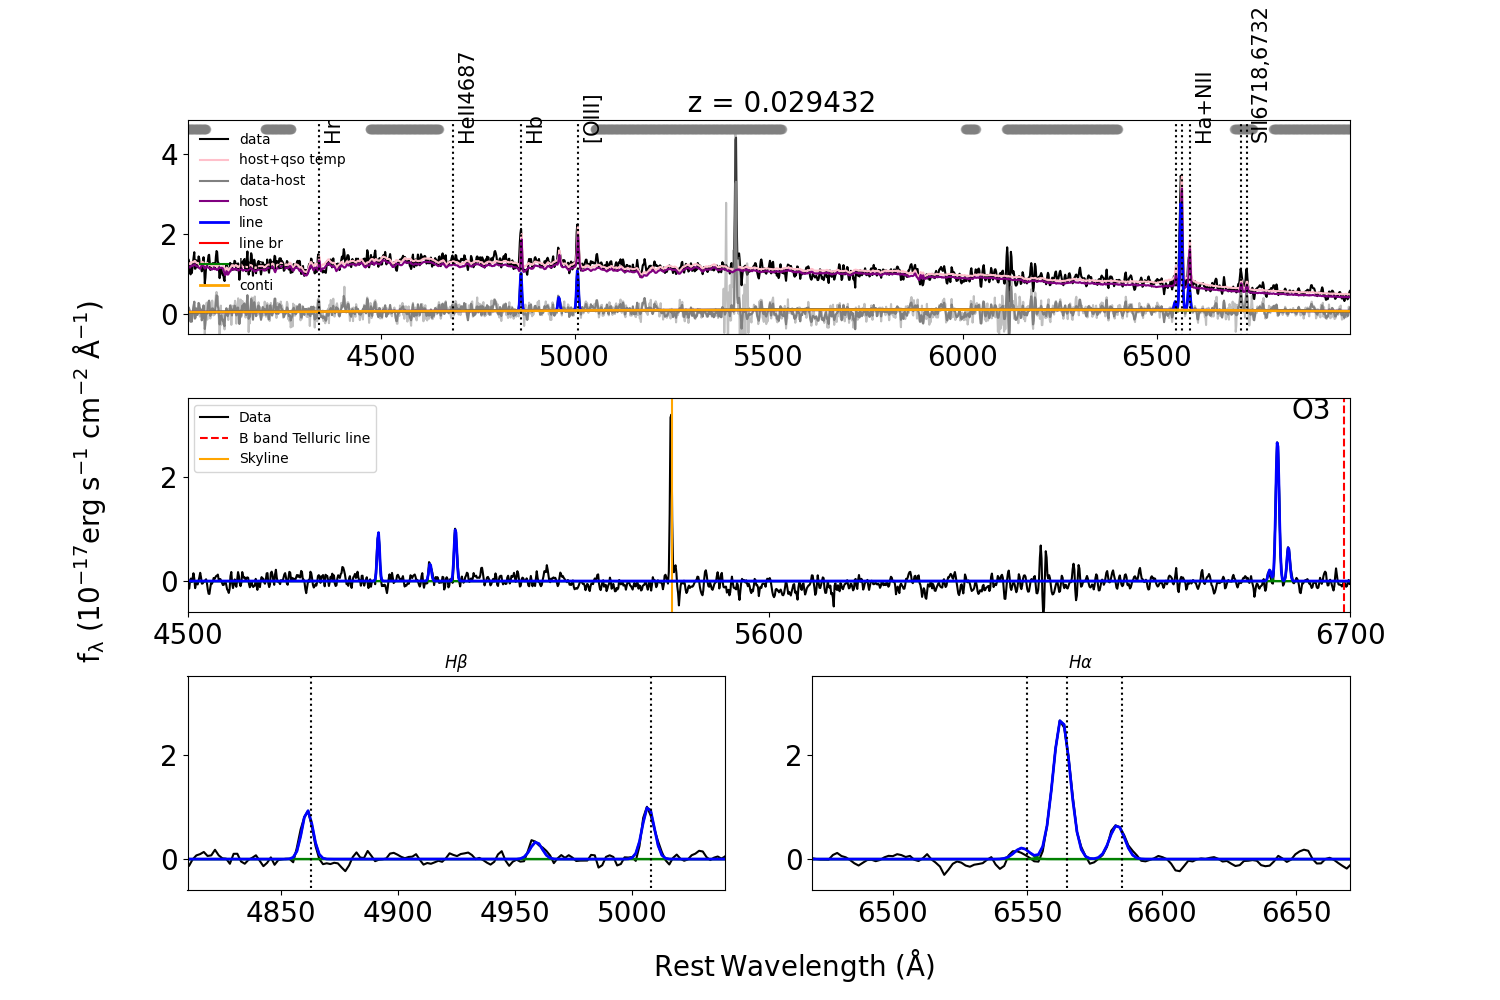 z = 0.029432
Hr
HeII4687
Hb
[OIII]
Ha+NII
SII6718,6732
data
host+qso temp
data-host
host
line
line br
conti
4
2
0
4500 5000 5500 6000 6500
fλ (10⁻¹⁷erg s⁻¹ cm⁻² Å⁻¹)
O3
Data
B band Telluric line
Skyline
2
0
4500 5600 6700
Hβ
Hα
2
0
4850 4900 4950 5000
2
0
6500 6550 6600 6650
Rest Wavelength (Å)